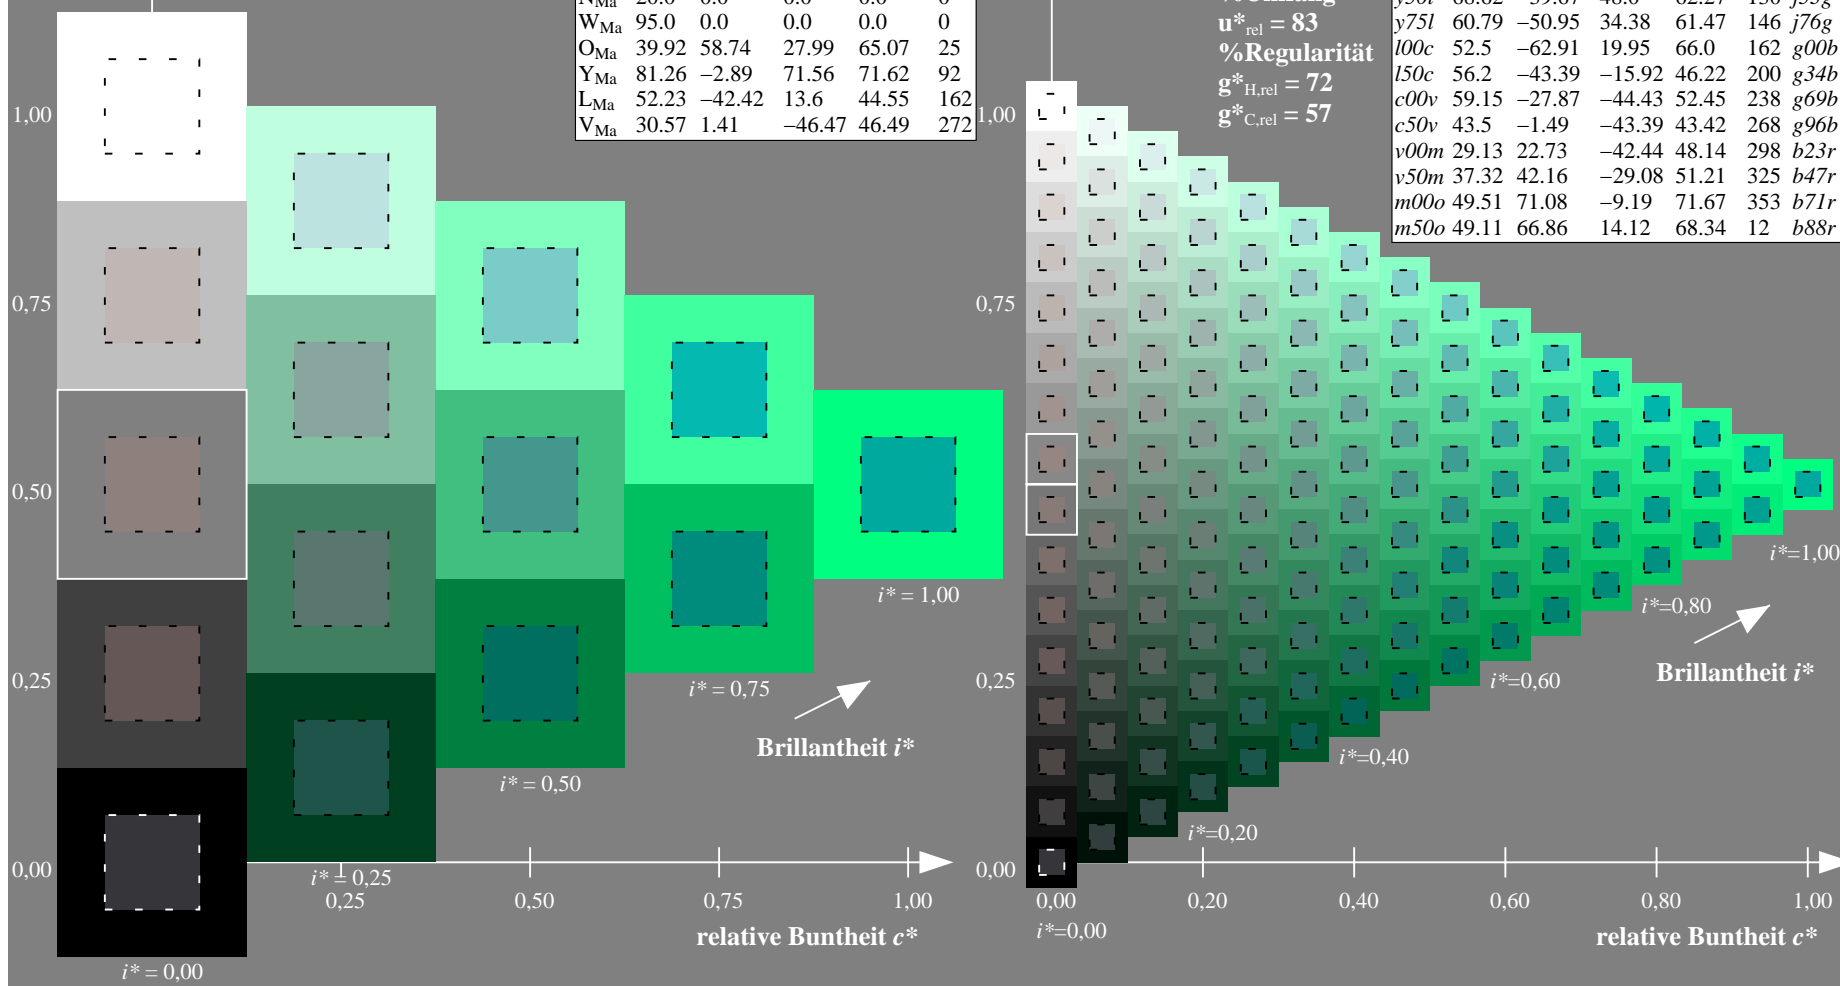 N_Ma 20.0 0.0 0.0 0.0 0
W_Ma 95.0 0.0 0.0 0.0 0
O_Ma 39.92 58.74 27.99 65.07 25
Y_Ma 81.26 −2.89 71.56 71.62 92
L_Ma 52.23 −42.42 13.6 44.55 162
V_Ma 30.57 1.41 −46.47 46.49 272
u*rel = 83
%Regularität
g*H,rel = 72
g*C,rel = 57
y75l 60.79 −50.95 34.38 61.47 146 j76g
l00c 52.5 −62.91 19.95 66.0 162 g00b
l50c 56.2 −43.39 −15.92 46.22 200 g34b
c00v 59.15 −27.87 −44.43 52.45 238 g69b
c50v 43.5 −1.49 −43.39 43.42 268 g96b
v00m 29.13 22.73 −42.44 48.14 298 b23r
v50m 37.32 42.16 −29.08 51.21 325 b47r
m00o 49.51 71.08 −9.19 71.67 353 b71r
m50o 49.11 66.86 14.12 68.34 12 b88r
1,00
0,75
0,50
0,25
0,00
i* = 1,00
i* = 0,75
i* = 0,50
i* = 0,25
i* = 0,00
Brillantheit i*
0,25 0,50 0,75 1,00
relative Buntheit c*
1,00
0,75
0,50
0,25
0,00
i*=1,00
i*=0,80
i*=0,60
i*=0,40
i*=0,20
i*=0,00
Brillantheit i*
0,00 0,20 0,40 0,60 0,80 1,00
relative Buntheit c*